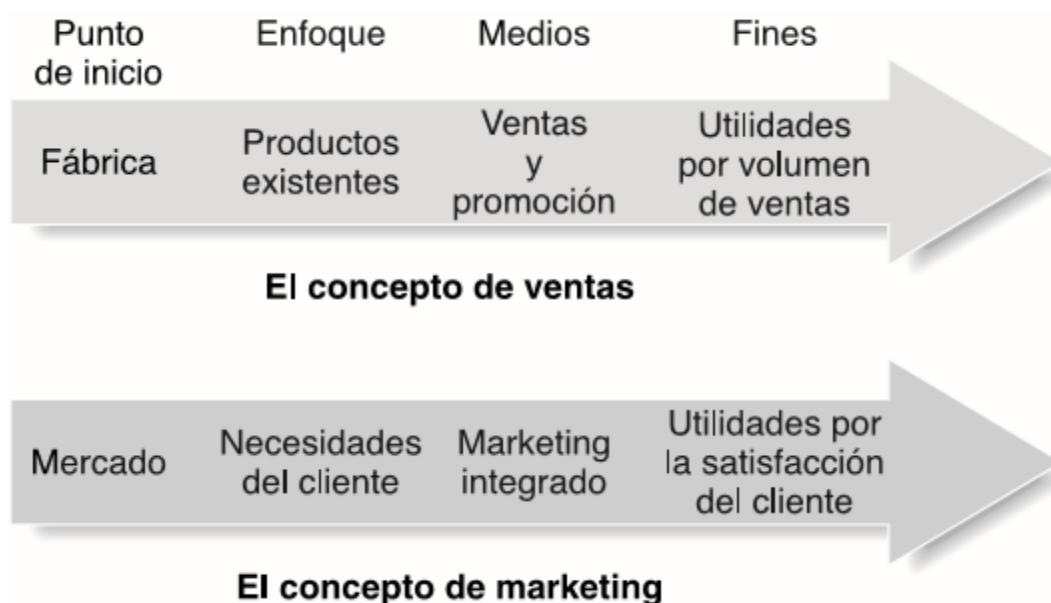 Punto
de inicio
Enfoque
Medios
Fines
Fábrica
Productos
existentes
Ventas
y
promoción
Utilidades
por volumen
de ventas
El concepto de ventas
Mercado
Necesidades
del cliente
Marketing
integrado
Utilidades por
la satisfacción
del cliente
El concepto de marketing